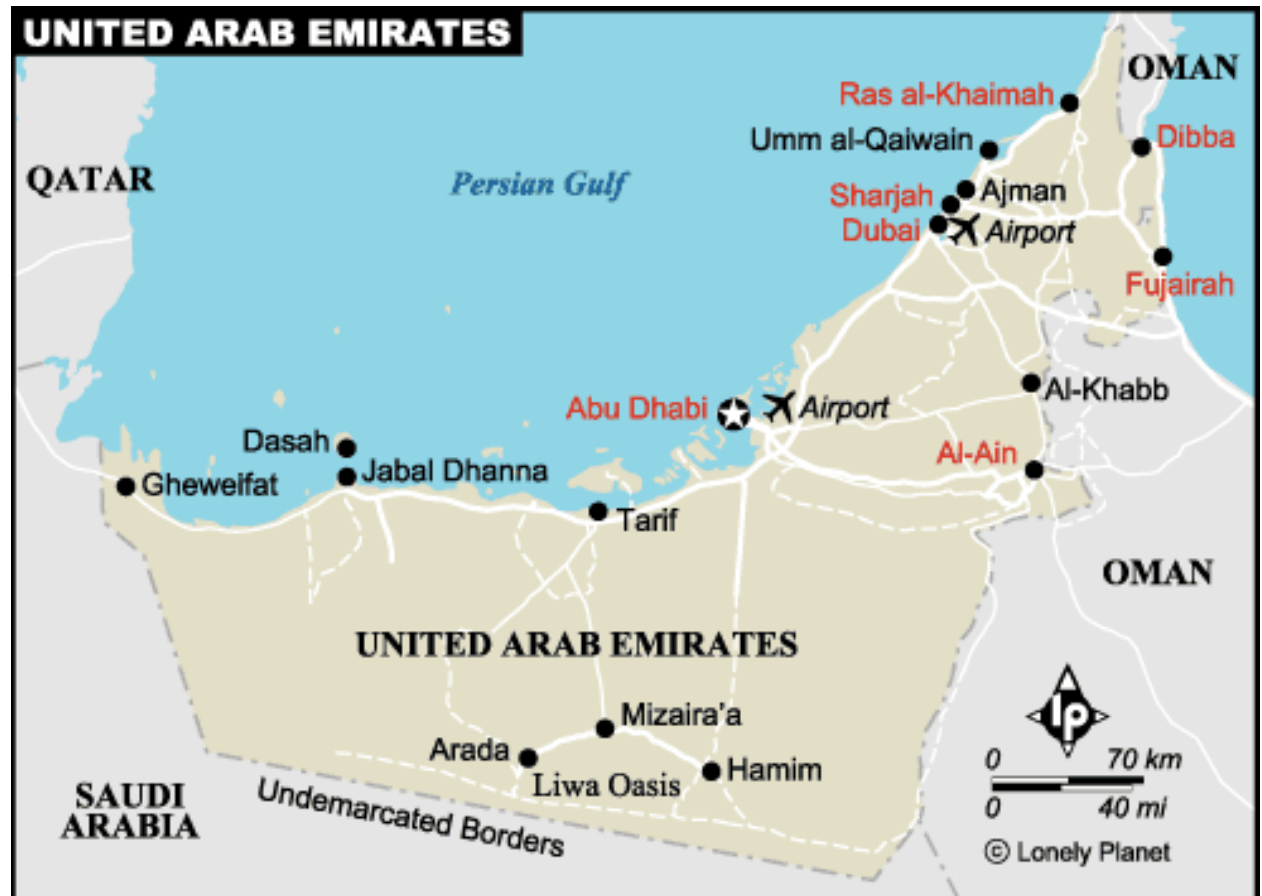 UNITED ARAB EMIRATES
OMAN
Ras al-Khaimah
Umm al-Qaiwain
Dibba
QATAR
Persian Gulf
Sharjah
Ajman
Dubai
Airport
Fujairah
Al-Khabb
Abu Dhabi
Airport
Dasah
Al-Ain
Jabal Dhanna
Gheweifat
Tarif
OMAN
UNITED ARAB EMIRATES
Mizaira'a
lp
Arada
Hamim
Liwa Oasis
0 70 km
0 40 mi
SAUDI
ARABIA
Undemarcated Borders
© Lonely Planet